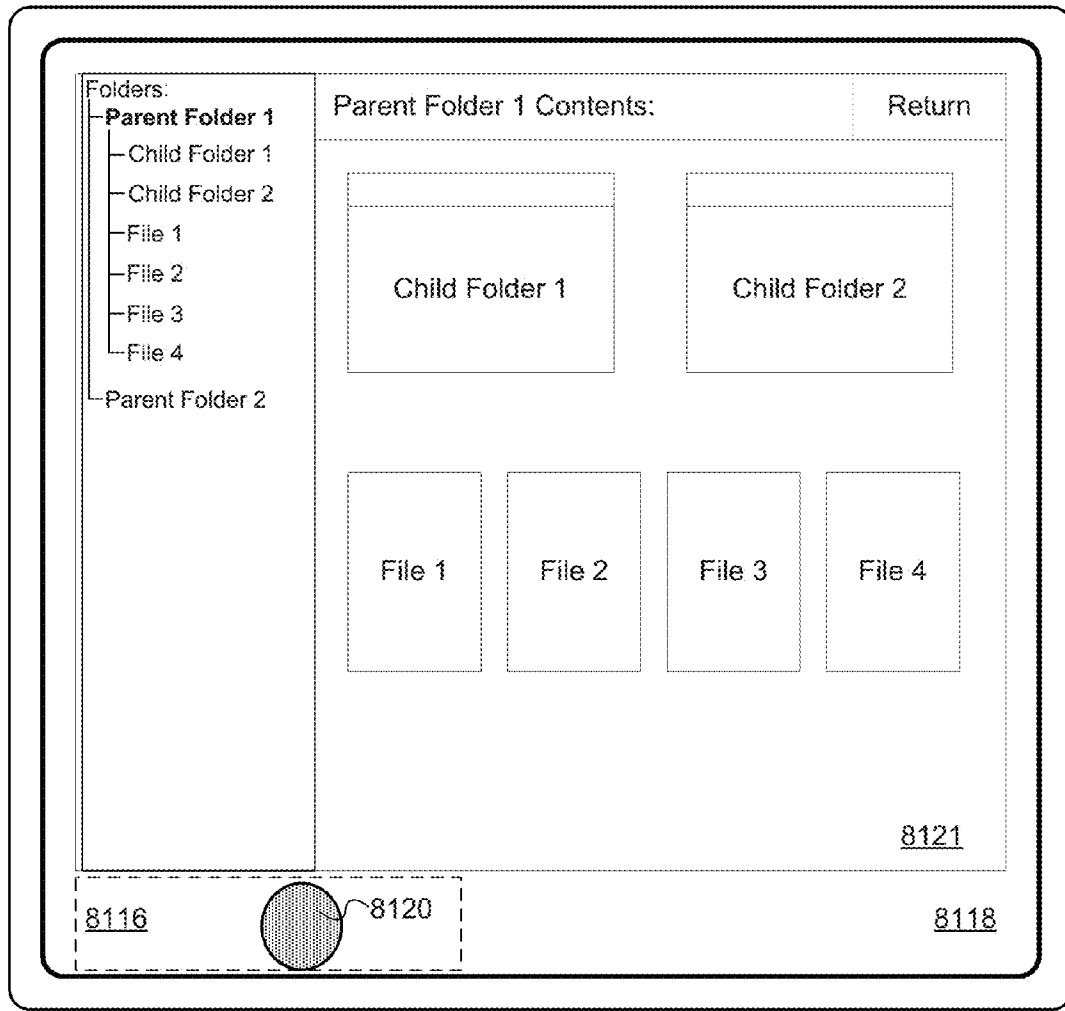 Folders:
Parent Folder 1
Child Folder 1
Child Folder 2
File 1
File 2
File 3
File 4
Parent Folder 2
Parent Folder 1 Contents:
Return
Child Folder 1
Child Folder 2
File 1
File 2
File 3
File 4
8121
8116
8120
8118